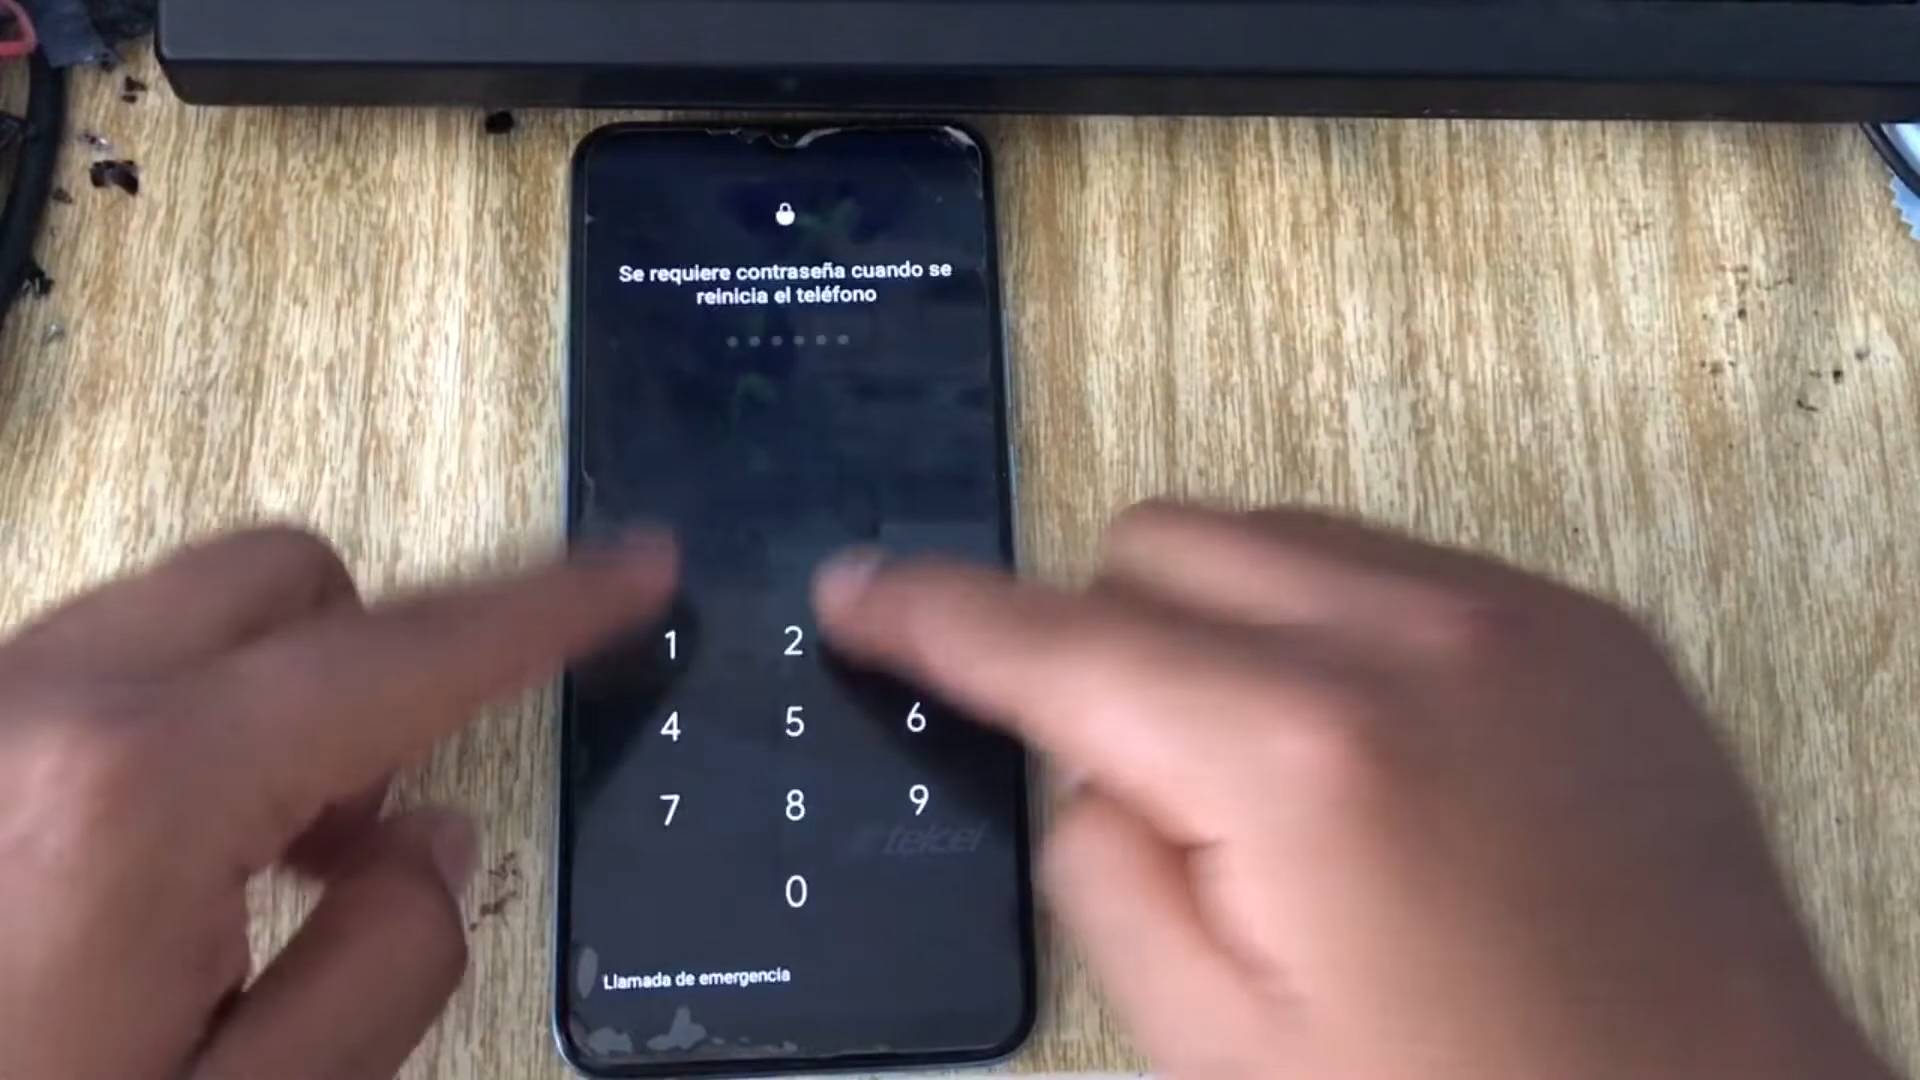 Se requiere contraseña cuando se
reinicia el teléfono
1 2
4 5 6
7 8 9
telcel
0
Llamada de emergencia